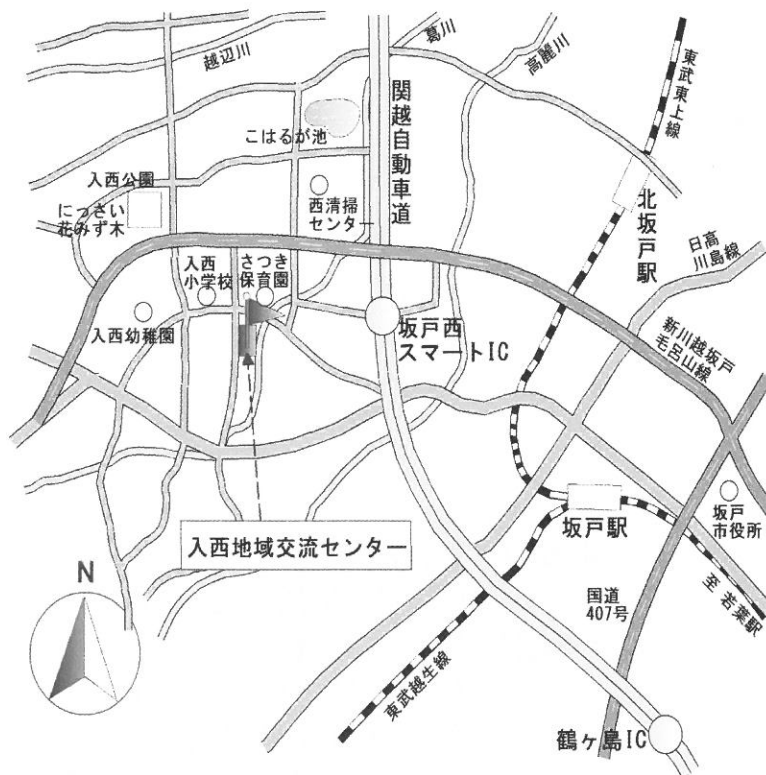 越辺川
葛川
高麗川
東武東上線
関越自動車道
こはるが池
入西公園
にっさい
花みず木
西清掃
センター
北坂戸駅
日高
川島線
入西
小学校
さつき
保育園
入西幼稚園
坂戸西
スマートIC
新川越坂戸
毛呂山線
坂戸
市役所
坂戸駅
入西地域交流センター
N
国道
407号
至 若葉駅
東武越生線
鶴ヶ島IC